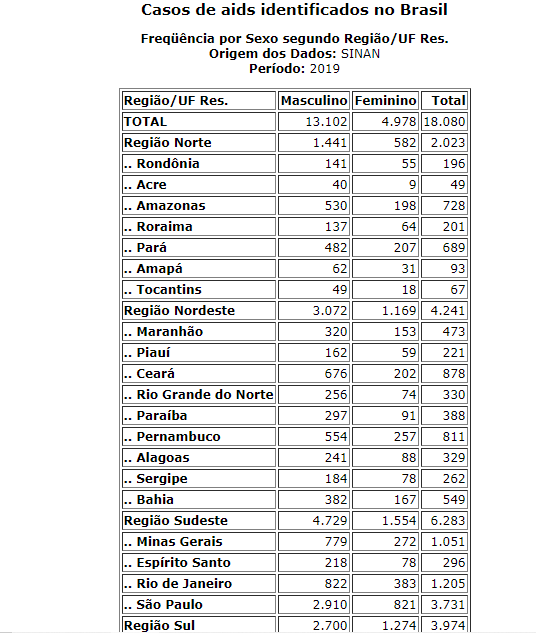 Casos de aids identificados no Brasil
Freqüência por Sexo segundo Região/UF Res.
Origem dos Dados: SINAN
Período: 2019
Região/UF Res. Masculino Feminino Total
TOTAL 13.102 4.978 18.080
Região Norte 1.441 582 2.023
.. Rondônia 141 55 196
.. Acre 40 9 49
.. Amazonas 530 198 728
.. Roraima 137 64 201
.. Pará 482 207 689
.. Amapá 62 31 93
.. Tocantins 49 18 67
Região Nordeste 3.072 1.169 4.241
.. Maranhão 320 153 473
.. Piauí 162 59 221
.. Ceará 676 202 878
.. Rio Grande do Norte 256 74 330
.. Paraíba 297 91 388
.. Pernambuco 554 257 811
.. Alagoas 241 88 329
.. Sergipe 184 78 262
.. Bahia 382 167 549
Região Sudeste 4.729 1.554 6.283
.. Minas Gerais 779 272 1.051
.. Espírito Santo 218 78 296
.. Rio de Janeiro 822 383 1.205
.. São Paulo 2.910 821 3.731
Região Sul 2.700 1.274 3.974